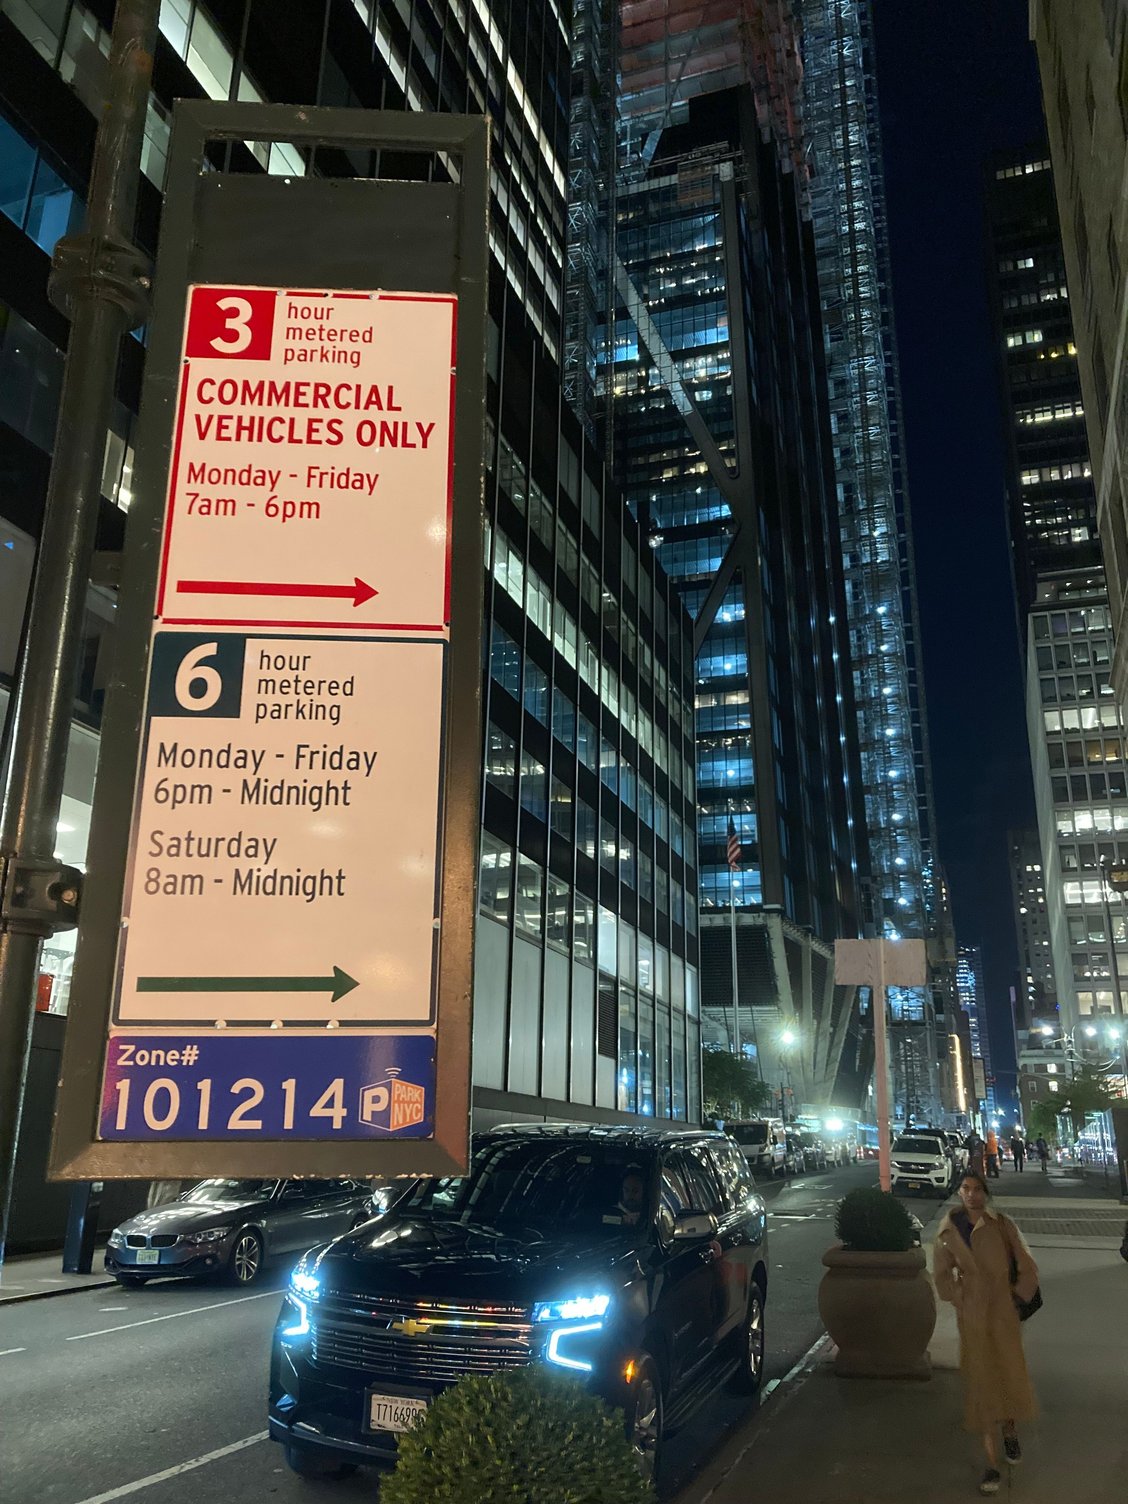 3 hour
metered
parking
COMMERCIAL
VEHICLES ONLY
Monday - Friday
7am - 6pm
6 hour
metered
parking
Monday - Friday
6pm - Midnight
Saturday
8am - Midnight
Zone#
101214 P PARK
NYC